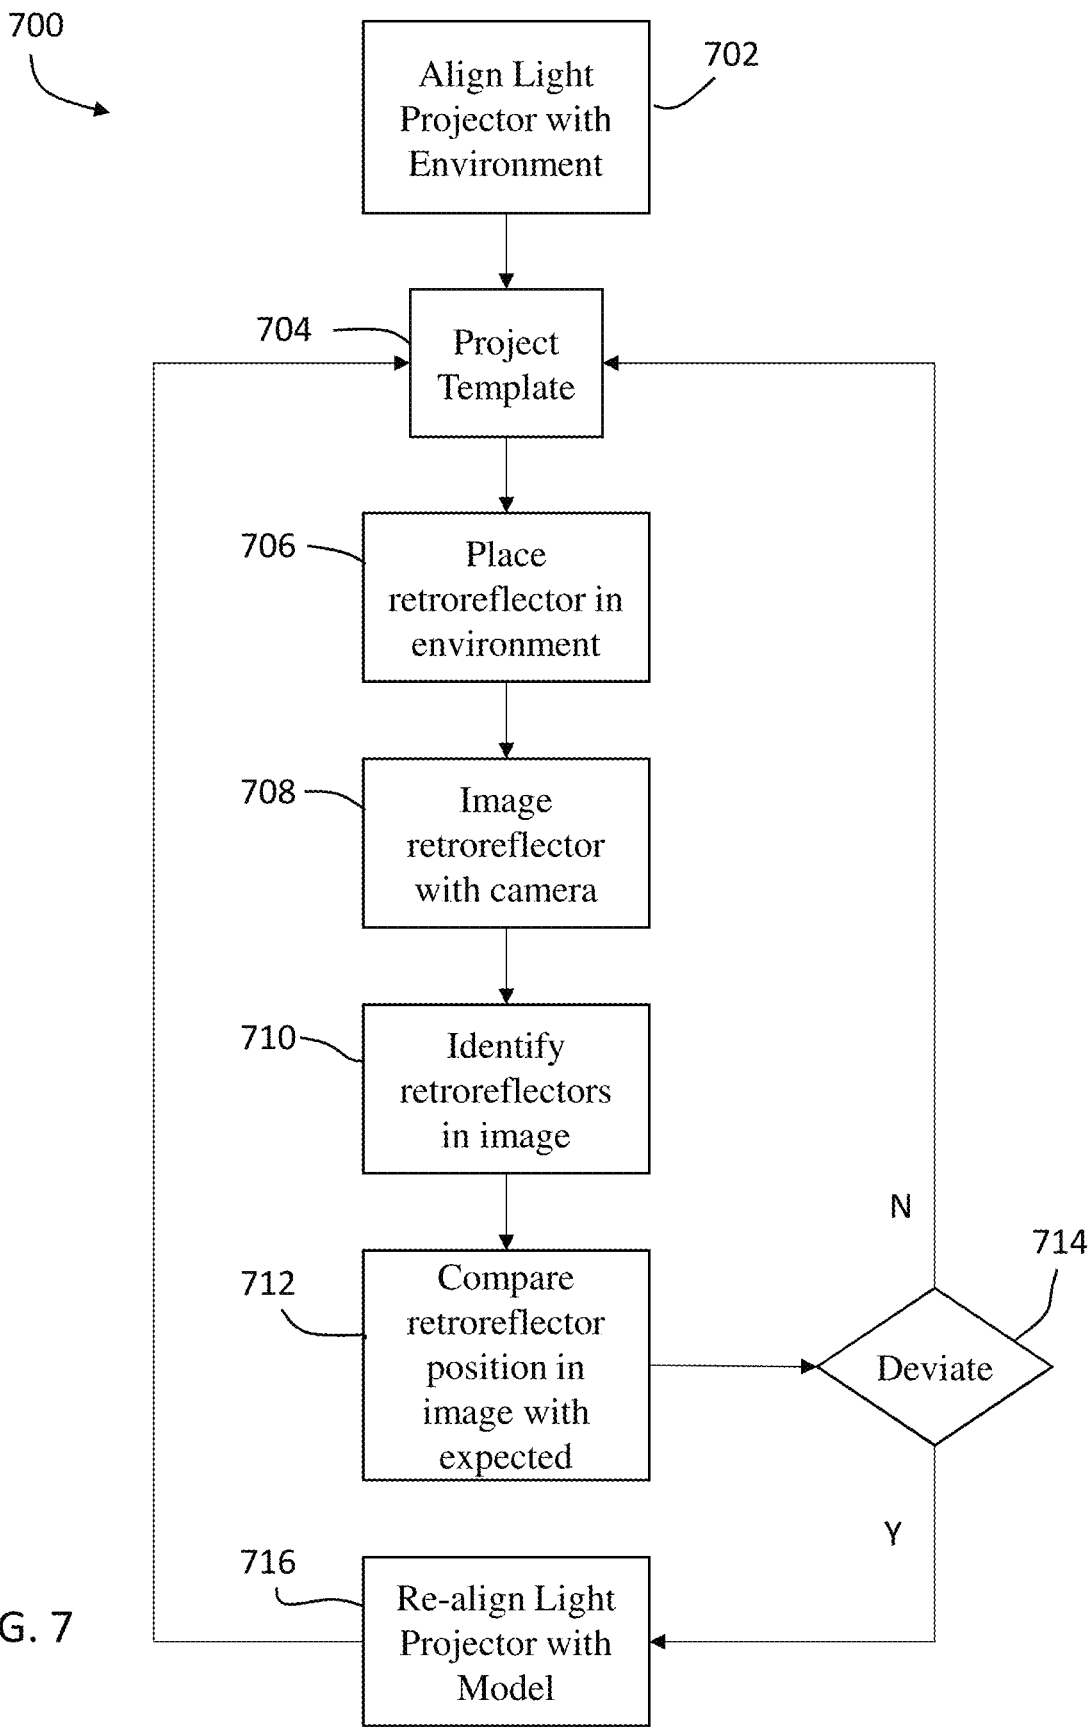 700
Align Light
Projector with
Environment
702
704
Project
Template
706
Place
retroreflector in
environment
708
Image
retroreflector
with camera
710
Identify
retroreflectors
in image
N
714
712
Compare
retroreflector
position in
image with
expected
Deviate
Y
716
Re-align Light
Projector with
Model
G. 7